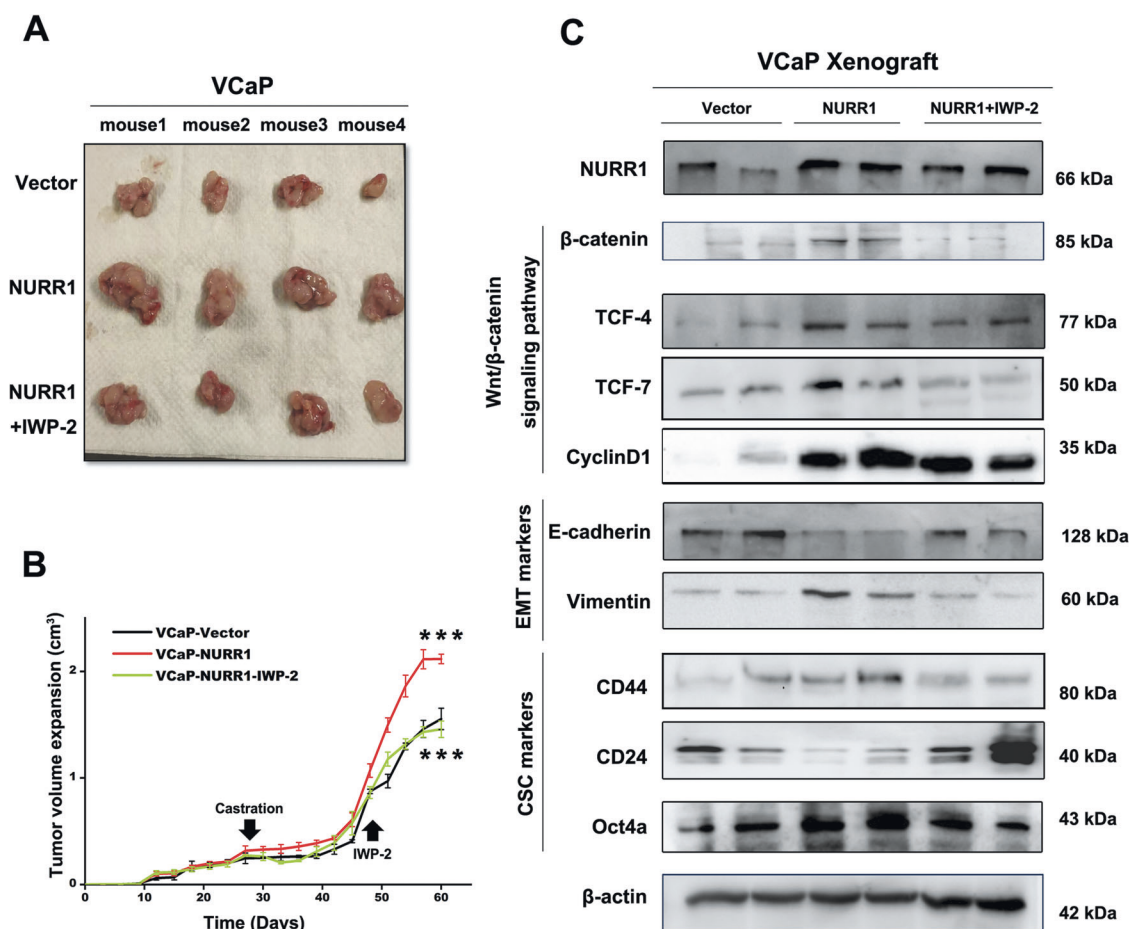 A
VCaP
mouse1 mouse2 mouse3 mouse4
Vector
NURR1
NURR1
+IWP-2
B
VCaP-Vector
VCaP-NURR1
VCaP-NURR1-IWP-2
Tumor volume expansion (cm³)
2
1
0
***
***
Castration
IWP-2
0 10 20 30 40 50 60
Time (Days)
C
VCaP Xenograft
Vector NURR1 NURR1+IWP-2
NURR1 66 kDa
Wnt/β-catenin
signaling pathway
β-catenin 85 kDa
TCF-4 77 kDa
TCF-7 50 kDa
CyclinD1 35 kDa
EMT markers
E-cadherin 128 kDa
Vimentin 60 kDa
CSC markers
CD44 80 kDa
CD24 40 kDa
Oct4a 43 kDa
β-actin 42 kDa